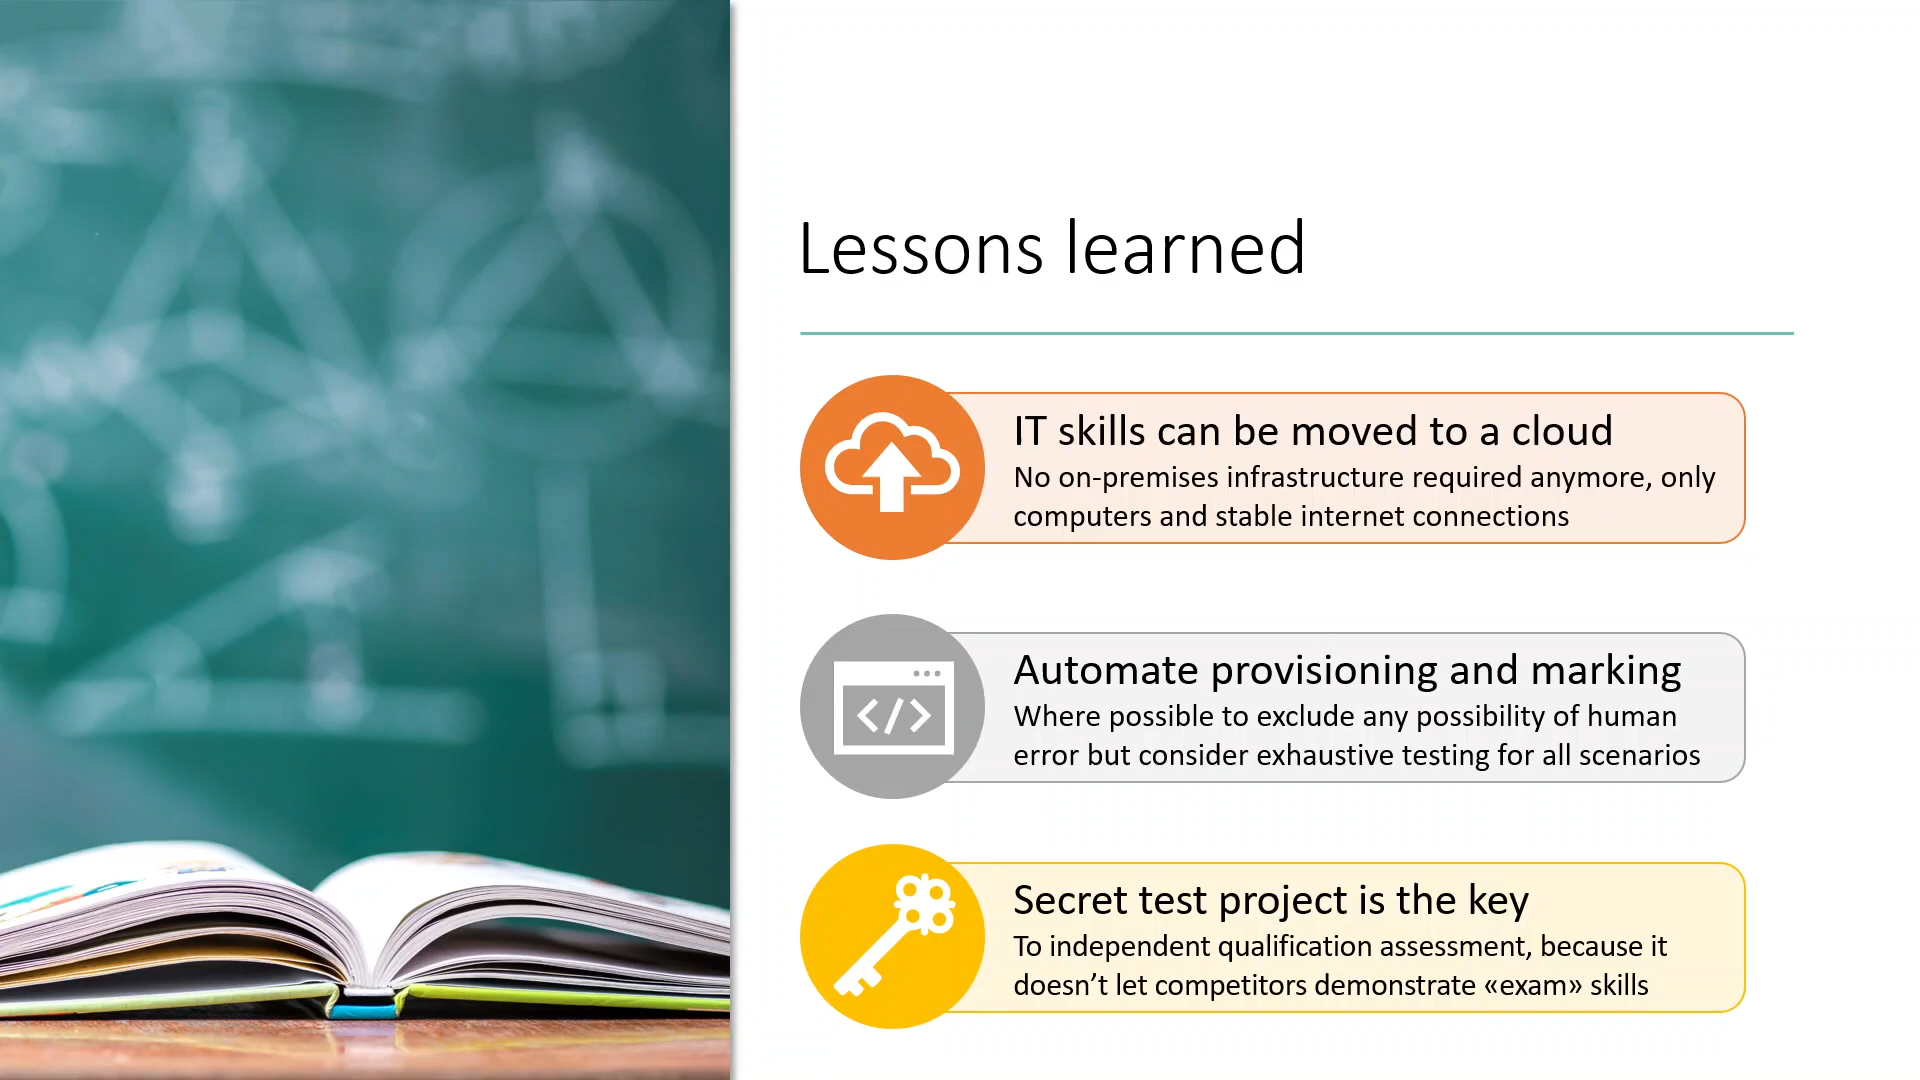 Lessons learned
IT skills can be moved to a cloud
No on-premises infrastructure required anymore, only
computers and stable internet connections
Automate provisioning and marking
Where possible to exclude any possibility of human
error but consider exhaustive testing for all scenarios
Secret test project is the key
To independent qualification assessment, because it
doesn’t let competitors demonstrate «exam» skills